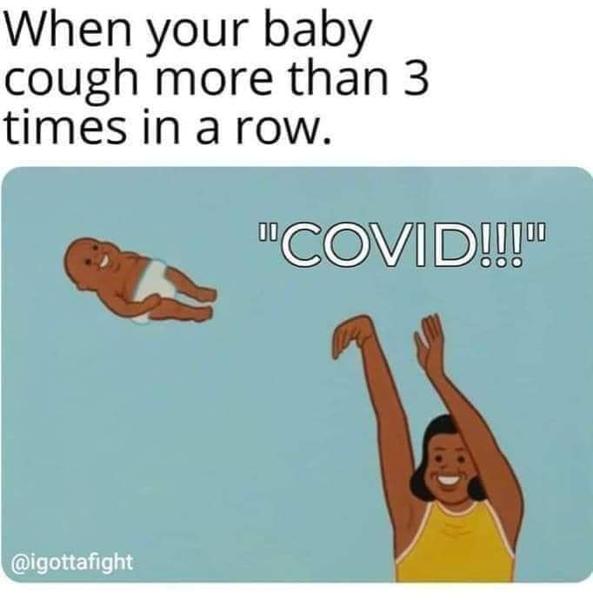 When your baby
cough more than 3
times in a row.
"COVID!!!"
@igottafight